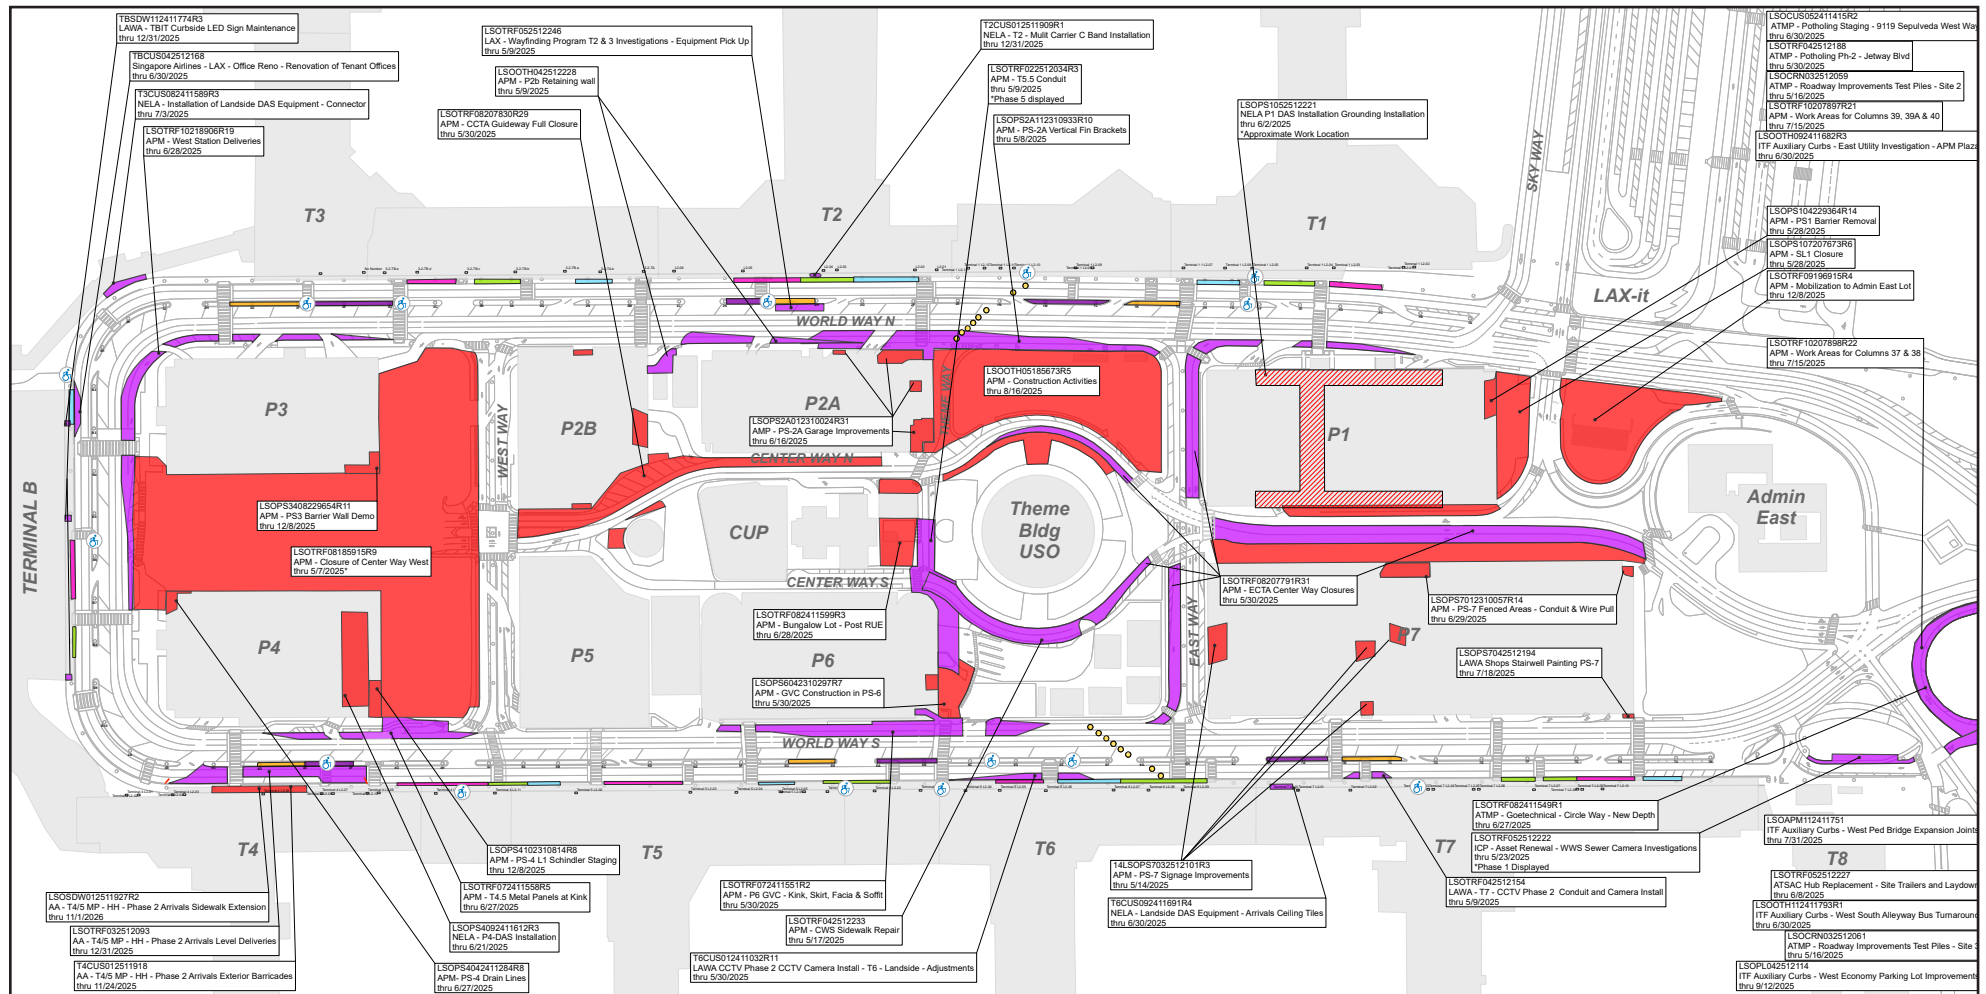 TBSDW112411774R3
LAWA - TBIT Curbside LED Sign Maintenance
thru 12/31/2025
TBCUS042512168
Singapore Airlines - LAX - Office Reno - Renovation of Tenant Offices
thru 6/30/2025
T3CUS082411589R3
NELA - Installation of Landside DAS Equipment - Connector
thru 7/3/2025
LSOTRF10218906R19
APM - West Station Deliveries
thru 6/28/2025
LSOTRF052512246
LAX - Wayfinding Program T2 & 3 Investigations - Equipment Pick Up
thru 5/9/2025
LSOOTH042512228
APM - P2b Retaining wall
thru 5/9/2025
LSOTRF08207830R29
APM - CCTA Guideway Full Closure
thru 5/30/2025
T2CUS012511909R1
NELA - T2 - Mulit Carrier C Band Installation
thru 12/31/2025
LSOTRF022512034R3
APM - T5.5 Conduit
thru 5/9/2025
*Phase 5 displayed
LSOPS2A112310933R10
APM - PS-2A Vertical Fin Brackets
thru 5/8/2025
LSOPS1052512221
NELA P1 DAS Installation Grounding Installation
thru 6/2/2025
*Approximate Work Location
LSOCUS052411415R2
ATMP - Potholing Staging - 9119 Sepulveda West Way
thru 6/30/2025
LSOTRF042512188
ATMP - Potholing Ph-2 - Jetway Blvd
thru 5/30/2025
LSOCRN032512059
ATMP - Roadway Improvements Test Piles - Site 2
thru 5/16/2025
LSOTRF10207897R21
APM - Work Areas for Columns 39, 39A & 40
thru 7/15/2025
LSOOTH092411682R3
ITF Auxiliary Curbs - East Utility Investigation - APM Plaza
thru 6/30/2025
LSOPS104229364R14
APM - PS1 Barrier Removal
thru 5/28/2025
LSOPS107207673R6
APM - SL1 Closure
thru 5/28/2025
LSOTRF09196915R4
APM - Mobilization to Admin East Lot
thru 12/8/2025
LSOTRF10207898R22
APM - Work Areas for Columns 37 & 38
thru 7/15/2025
T3
T2
T1
SKY WAY
LAX-it
WORLD WAY N
P3
P2B
P2A
P1
WEST WAY
THEME WAY
LSOOTH05185673R5
APM - Construction Activities
thru 8/16/2025
LSOPS2A012310024R31
AMP - PS-2A Garage Improvements
thru 6/16/2025
CENTER WAY N
LSOPS3408229654R11
APM - PS3 Barrier Wall Demo
thru 12/8/2025
LSOTRF08185915R9
APM - Closure of Center Way West
thru 5/7/2025*
TERMINAL B
CUP
Theme
Bldg
USO
Admin
East
CENTER WAY S
LSOTRF082411599R3
APM - Bungalow Lot - Post RUE
thru 6/28/2025
LSOTRF08207791R31
APM - ECTA Center Way Closures
thru 5/30/2025
LSOPS7012310057R14
APM - PS-7 Fenced Areas - Conduit & Wire Pull
thru 6/29/2025
P4
P5
P6
EAST WAY
P7
LSOPS7042512194
LAWA Shops Stairwell Painting PS-7
thru 7/18/2025
LSOPS6042310297R7
APM - GVC Construction in PS-6
thru 5/30/2025
WORLD WAY S
T4
T5
T6
T7
T8
LSOPS4102310814R8
APM - PS-4 L1 Schindler Staging
thru 12/8/2025
LSOTRF072411558R5
APM - T4.5 Metal Panels at Kink
thru 6/27/2025
LSOPS4092411612R3
NELA - P4-DAS Installation
thru 6/21/2025
LSOPS4042411284R8
APM- PS-4 Drain Lines
thru 6/27/2025
LSOSDW012511927R2
AA - T4/5 MP - HH - Phase 2 Arrivals Sidewalk Extension
thru 11/1/2026
LSOTRF032512093
AA - T4/5 MP - HH - Phase 2 Arrivals Level Deliveries
thru 12/31/2025
T4CUS012511918
AA - T4/5 MP - HH - Phase 2 Arrivals Exterior Barricades
thru 11/24/2025
LSOTRF072411551R2
APM - P6 GVC - Kink, Skirt, Facia & Soffit
thru 5/30/2025
LSOTRF042512233
APM - CWS Sidewalk Repair
thru 5/17/2025
T6CUS012411032R11
LAWA CCTV Phase 2 CCTV Camera Install - T6 - Landside - Adjustments
thru 5/30/2025
14LSOPS7032512101R3
APM - PS-7 Signage Improvements
thru 5/14/2025
T6CUS092411691R4
NELA - Landside DAS Equipment - Arrivals Ceiling Tiles
thru 6/30/2025
LSOTRF082411549R1
ATMP - Goetechnical - Circle Way - New Depth
thru 6/27/2025
LSOTRF052512222
ICP - Asset Renewal - WWS Sewer Camera Investigations
thru 5/23/2025
*Phase 1 Displayed
LSOTRF042512154
LAWA - T7 - CCTV Phase 2 Conduit and Camera Install
thru 5/9/2025
LSOAPM112411751
ITF Auxiliary Curbs - West Ped Bridge Expansion Joints
thru 7/31/2025
LSOTRF052512227
ATSAC Hub Replacement - Site Trailers and Laydown
thru 6/8/2025
LSOOTH112411793R1
ITF Auxiliary Curbs - West South Alleyway Bus Turnaround
thru 6/30/2025
LSOCRN032512061
ATMP - Roadway Improvements Test Piles - Site
thru 5/16/2025
LSOPL042512114
ITF Auxiliary Curbs - West Economy Parking Lot Improvements
thru 9/12/2025